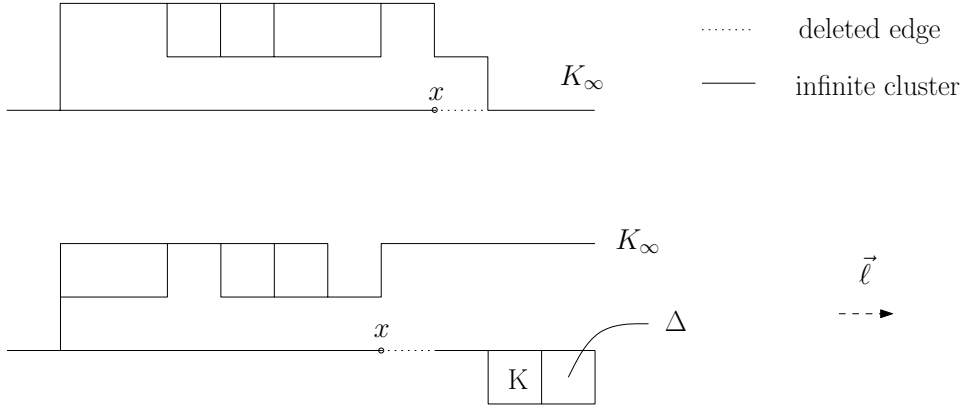 deleted edge
K∞
x
infinite cluster
K∞
ℓ⃗
x
Δ
K